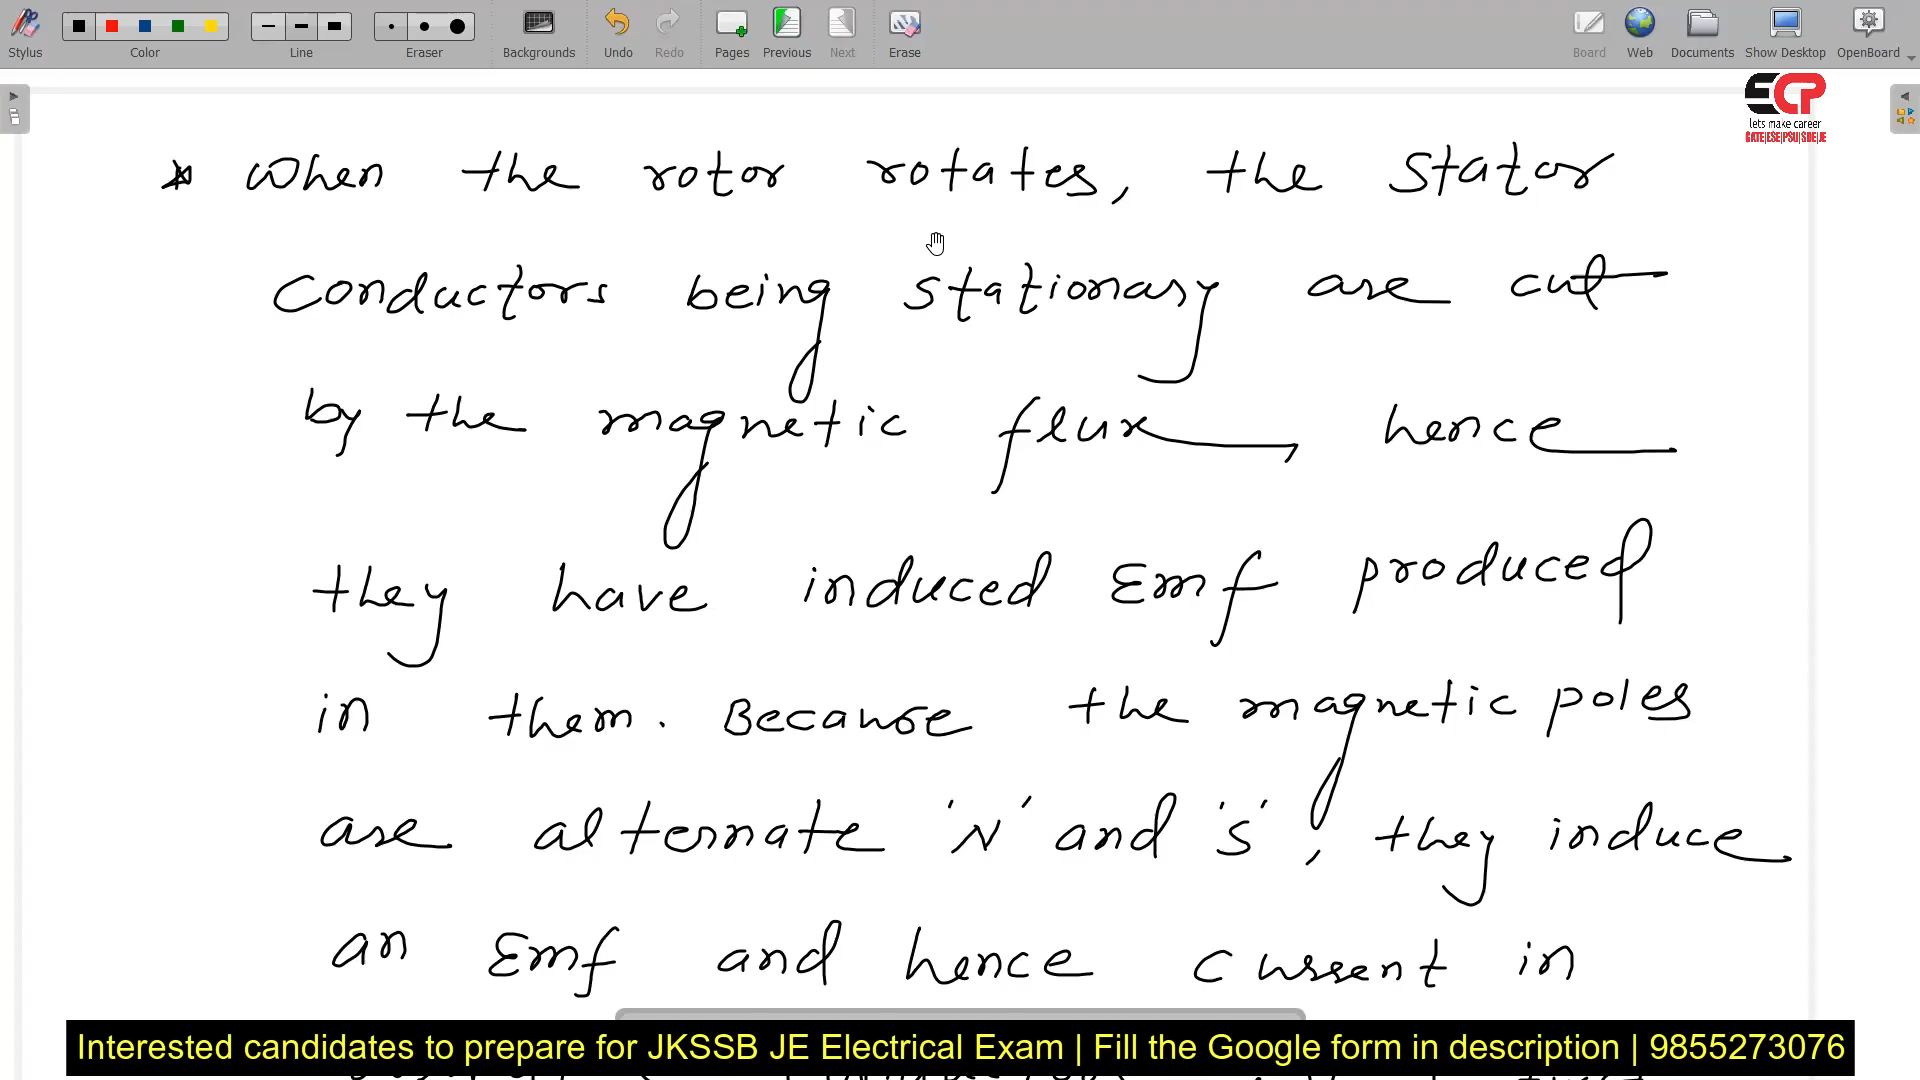 Stylus
Color
Line
Eraser
Backgrounds
Undo
Redo
Pages
Previous
Next
Erase
Board
Web
Documents
Show Desktop
OpenBoard
ECP
lets make career
GATE|ESE|PSU|SDE|JE
* When the rotor rotates, the Stator
Conductors being stationary are cut
by the magnetic flux, hence
they have induced Emf produced
in them. Because the magnetic poles
are alternate 'N' and 'S', they induce
an Emf and hence current in
Interested candidates to prepare for JKSSB JE Electrical Exam | Fill the Google form in description | 9855273076